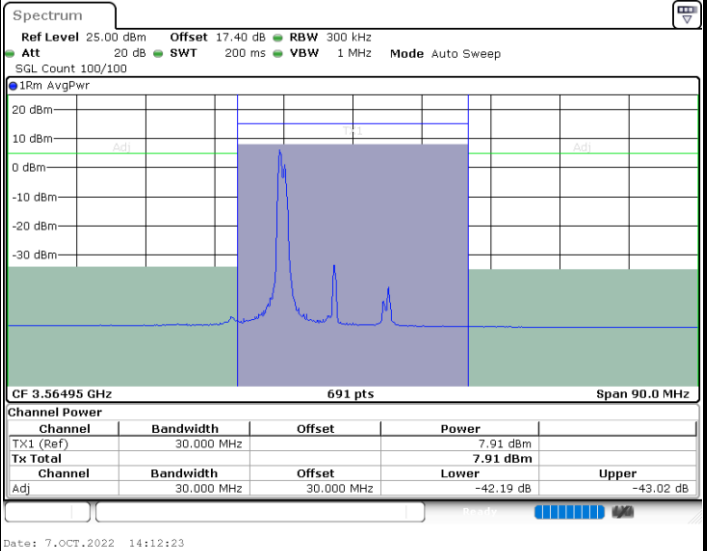 Spectrum
Ref Level 25.00 dBm Offset 17.40 dB RBW 300 kHz
Att 20 dB SWT 200 ms VBW 1 MHz Mode Auto Sweep
SGL Count 100/100
1Rm AvgPwr
20 dBm
TX1
10 dBm
Adj Adj
0 dBm
-10 dBm
-20 dBm
-30 dBm
CF 3.56495 GHz 691 pts Span 90.0 MHz
Channel Power
Channel Bandwidth Offset Power
TX1 (Ref) 30.000 MHz 7.91 dBm
Tx Total 7.91 dBm
Channel Bandwidth Offset Lower Upper
Adj 30.000 MHz 30.000 MHz -42.19 dB -43.02 dB
Ready
Date: 7.OCT.2022 14:12:23